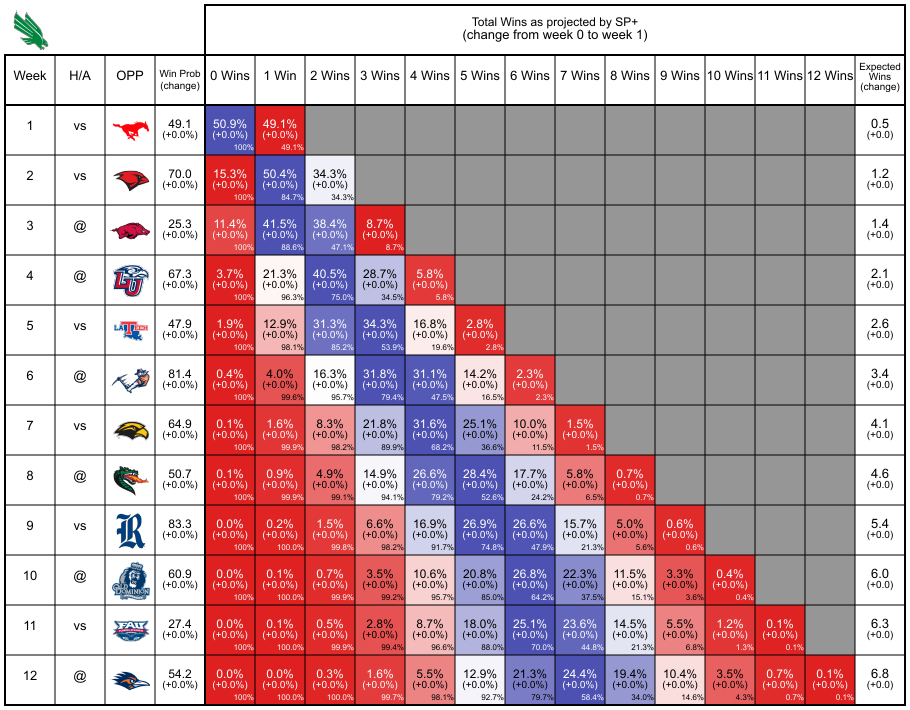 Total Wins as projected by SP+
(change from week 0 to week 1)
Week H/A OPP Win Prob (change) 0 Wins 1 Win 2 Wins 3 Wins 4 Wins 5 Wins 6 Wins 7 Wins 8 Wins 9 Wins 10 Wins 11 Wins 12 Wins Expected Wins (change)
1 vs 49.1 50.9% 49.1% 0.5
(+0.0%) (+0.0%) (+0.0%) (+0.0)
100% 49.1%
2 vs 70.0 15.3% 50.4% 34.3% 1.2
(+0.0%) (+0.0%) (+0.0%) (+0.0%) (+0.0)
100% 84.7% 34.3%
3 @ 25.3 11.4% 41.5% 38.4% 8.7% 1.4
(+0.0%) (+0.0%) (+0.0%) (+0.0%) (+0.0%) (+0.0)
100% 88.6% 47.1% 8.7%
4 @ LU 67.3 3.7% 21.3% 40.5% 28.7% 5.8% 2.1
(+0.0%) (+0.0%) (+0.0%) (+0.0%) (+0.0%) (+0.0%) (+0.0)
100% 96.3% 75.0% 34.5% 5.8%
5 vs LA TECH 47.9 1.9% 12.9% 31.3% 34.3% 16.8% 2.8% 2.6
(+0.0%) (+0.0%) (+0.0%) (+0.0%) (+0.0%) (+0.0%) (+0.0%) (+0.0)
100% 98.1% 85.2% 53.9% 19.6% 2.8%
6 @ 81.4 0.4% 4.0% 16.3% 31.8% 31.1% 14.2% 2.3% 3.4
(+0.0%) (+0.0%) (+0.0%) (+0.0%) (+0.0%) (+0.0%) (+0.0%) (+0.0%) (+0.0)
100% 99.6% 95.7% 79.4% 47.5% 16.5% 2.3%
7 vs 64.9 0.1% 1.6% 8.3% 21.8% 31.6% 25.1% 10.0% 1.5% 4.1
(+0.0%) (+0.0%) (+0.0%) (+0.0%) (+0.0%) (+0.0%) (+0.0%) (+0.0%) (+0.0%) (+0.0)
100% 99.9% 98.2% 89.9% 68.2% 36.6% 11.5% 1.5%
8 @ 50.7 0.1% 0.9% 4.9% 14.9% 26.6% 28.4% 17.7% 5.8% 0.7% 4.6
(+0.0%) (+0.0%) (+0.0%) (+0.0%) (+0.0%) (+0.0%) (+0.0%) (+0.0%) (+0.0%) (+0.0%) (+0.0)
100% 99.9% 99.1% 94.1% 79.2% 52.6% 24.2% 6.5% 0.7%
9 vs R 83.3 0.0% 0.2% 1.5% 6.6% 16.9% 26.9% 26.6% 15.7% 5.0% 0.6% 5.4
(+0.0%) (+0.0%) (+0.0%) (+0.0%) (+0.0%) (+0.0%) (+0.0%) (+0.0%) (+0.0%) (+0.0%) (+0.0%) (+0.0)
100% 100.0% 99.8% 98.2% 91.7% 74.8% 47.9% 21.3% 5.6% 0.6%
10 @ OLD DOMINION 60.9 0.0% 0.1% 0.7% 3.5% 10.6% 20.8% 26.8% 22.3% 11.5% 3.3% 0.4% 6.0
(+0.0%) (+0.0%) (+0.0%) (+0.0%) (+0.0%) (+0.0%) (+0.0%) (+0.0%) (+0.0%) (+0.0%) (+0.0%) (+0.0%) (+0.0)
100% 100.0% 99.9% 99.2% 95.7% 85.0% 64.2% 37.5% 15.1% 3.6% 0.4%
11 vs FAU 27.4 0.0% 0.1% 0.5% 2.8% 8.7% 18.0% 25.1% 23.6% 14.5% 5.5% 1.2% 0.1% 6.3
(+0.0%) (+0.0%) (+0.0%) (+0.0%) (+0.0%) (+0.0%) (+0.0%) (+0.0%) (+0.0%) (+0.0%) (+0.0%) (+0.0%) (+0.0%) (+0.0)
100% 100.0% 99.9% 99.4% 96.6% 88.0% 70.0% 44.8% 21.3% 6.8% 1.3% 0.1%
12 @ 54.2 0.0% 0.0% 0.3% 1.6% 5.5% 12.9% 21.3% 24.4% 19.4% 10.4% 3.5% 0.7% 0.1% 6.8
(+0.0%) (+0.0%) (+0.0%) (+0.0%) (+0.0%) (+0.0%) (+0.0%) (+0.0%) (+0.0%) (+0.0%) (+0.0%) (+0.0%) (+0.0%) (+0.0%) (+0.0)
100% 100.0% 100.0% 99.7% 98.1% 92.7% 79.7% 58.4% 34.0% 14.6% 4.3% 0.7% 0.1%